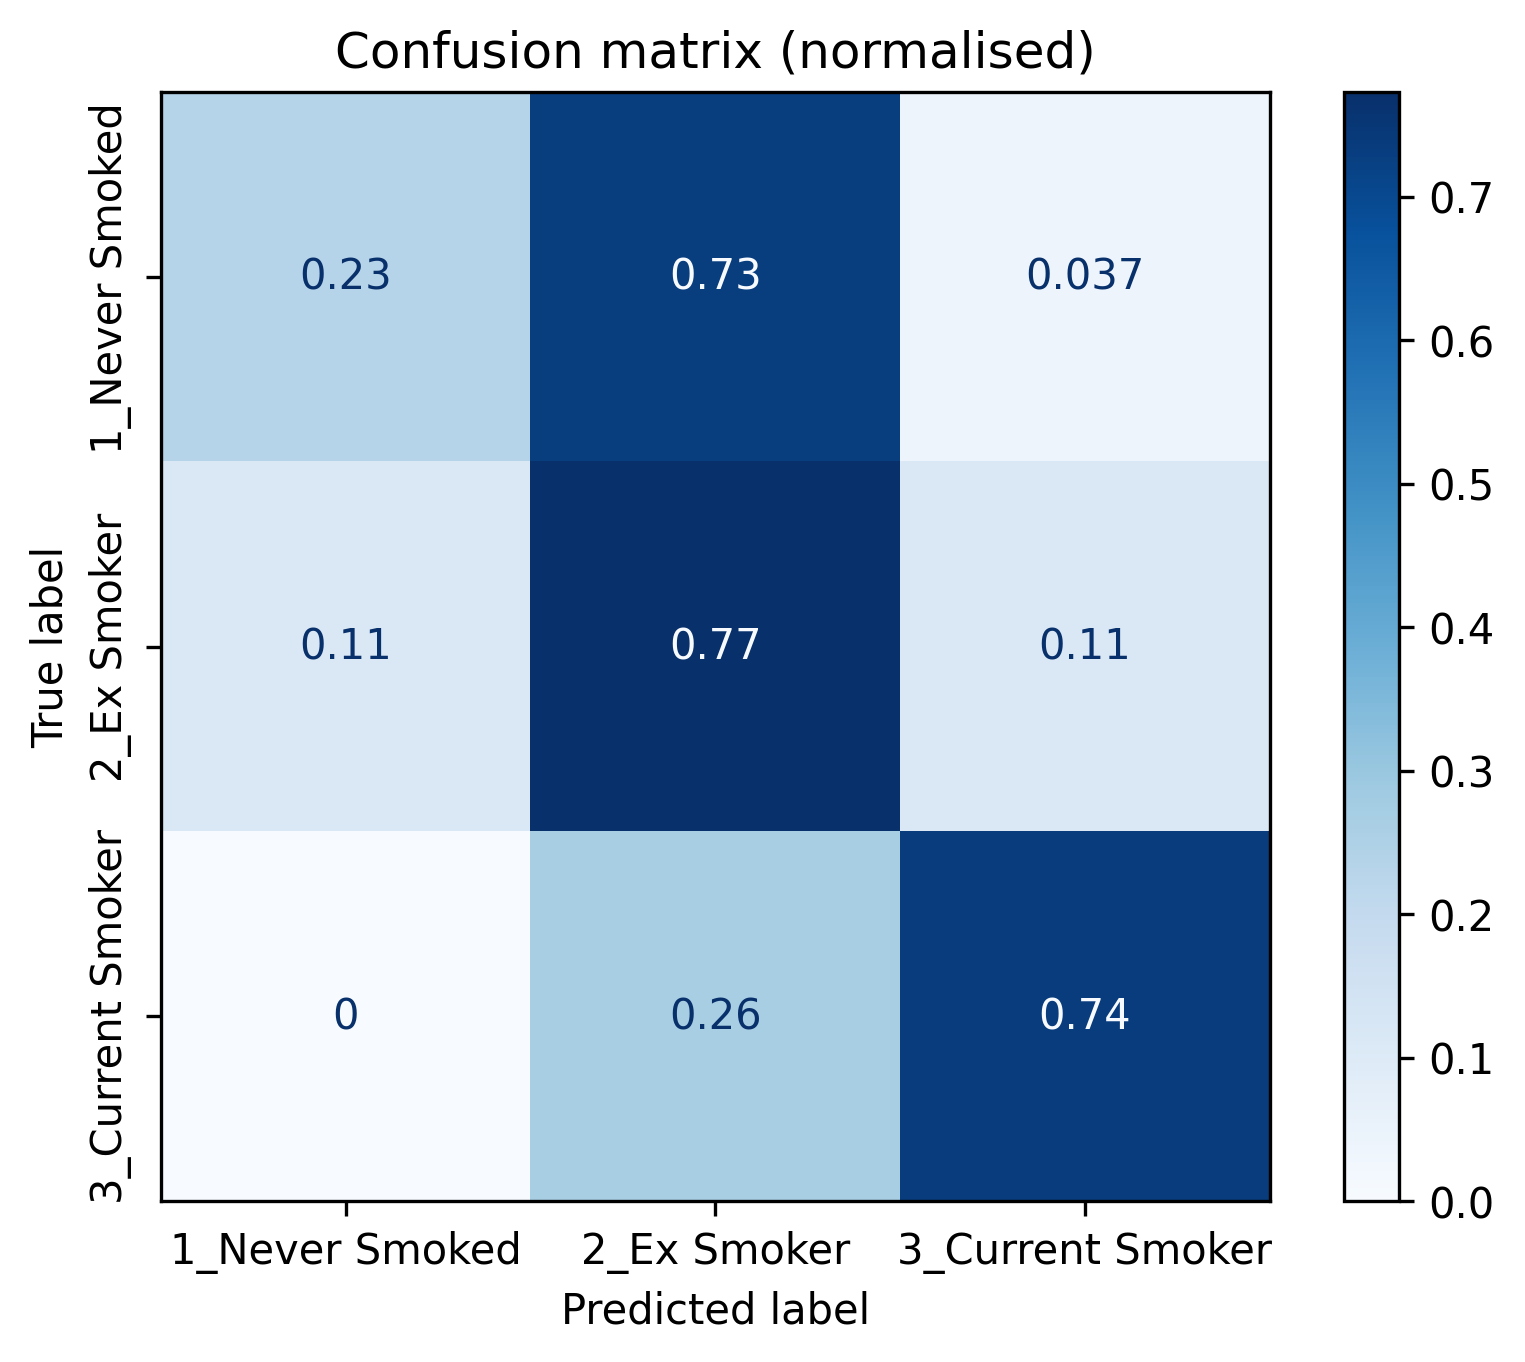 Confusion matrix (normalised)
True label
1_Never Smoked
2_Ex Smoker
3_Current Smoker
0.23 0.73 0.037
0.11 0.77 0.11
0 0.26 0.74
1_Never Smoked 2_Ex Smoker 3_Current Smoker
Predicted label
0.7
0.6
0.5
0.4
0.3
0.2
0.1
0.0